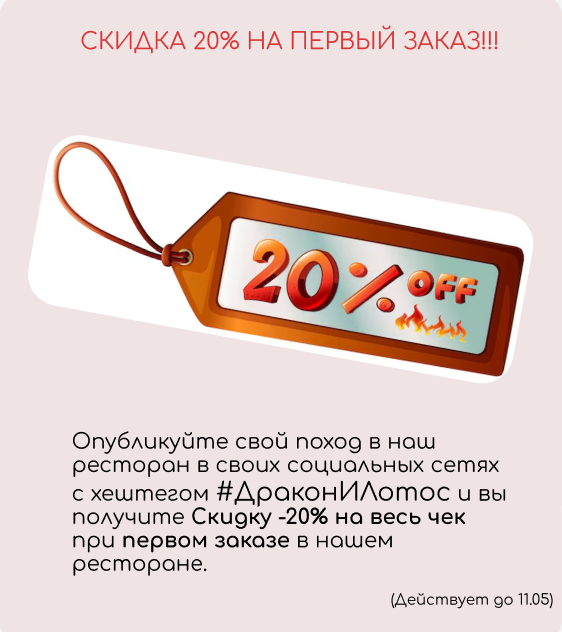 СКИДКА 20% НА ПЕРВЫЙ ЗАКАЗ!!!
20% OFF
Опубликуйте свой поход в наш
ресторан в своих социальных сетях
с хештегом #ДраконИЛотос и вы
получите Скидку -20% на весь чек
при первом заказе в нашем
ресторане.
(Действует до 11.05)